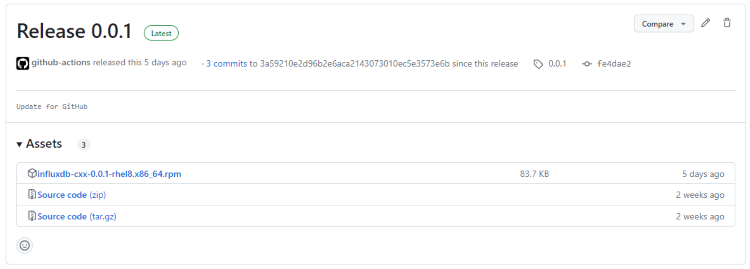 Release 0.0.1 Latest Compare
github-actions released this 5 days ago · 3 commits to 3a59210e2d96b2e6aca2143073010ec5e3573e6b since this release 0.0.1 fe4dae2
Update for GitHub
Assets 3
influxdb-cxx-0.0.1-rhel8.x86_64.rpm 83.7 KB 5 days ago
Source code (zip) 2 weeks ago
Source code (tar.gz) 2 weeks ago